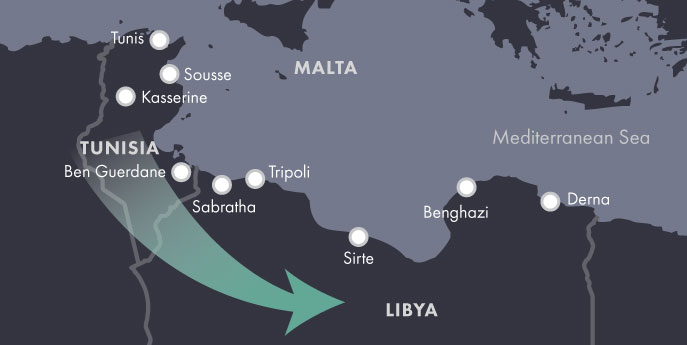 Tunis
Sousse
MALTA
Kasserine
Mediterranean Sea
TUNISIA
Ben Guerdane
Tripoli
Sabratha
Derna
Benghazi
Sirte
LIBYA